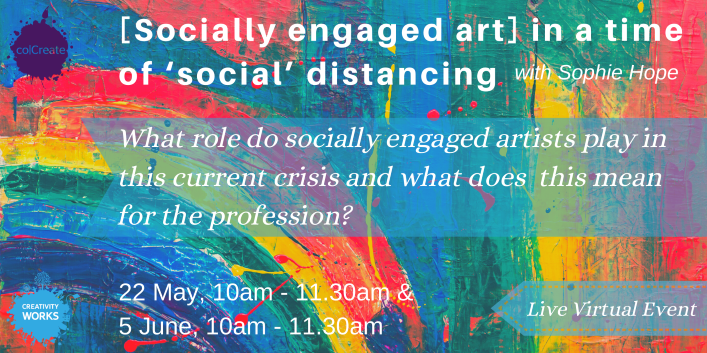 colCreate
[Socially engaged art] in a time
of ‘social’ distancing with Sophie Hope
What role do socially engaged artists play in
this current crisis and what does this mean
for the profession?
22 May, 10am - 11.30am &
5 June, 10am - 11.30am
CREATIVITY
WORKS
Live Virtual Event